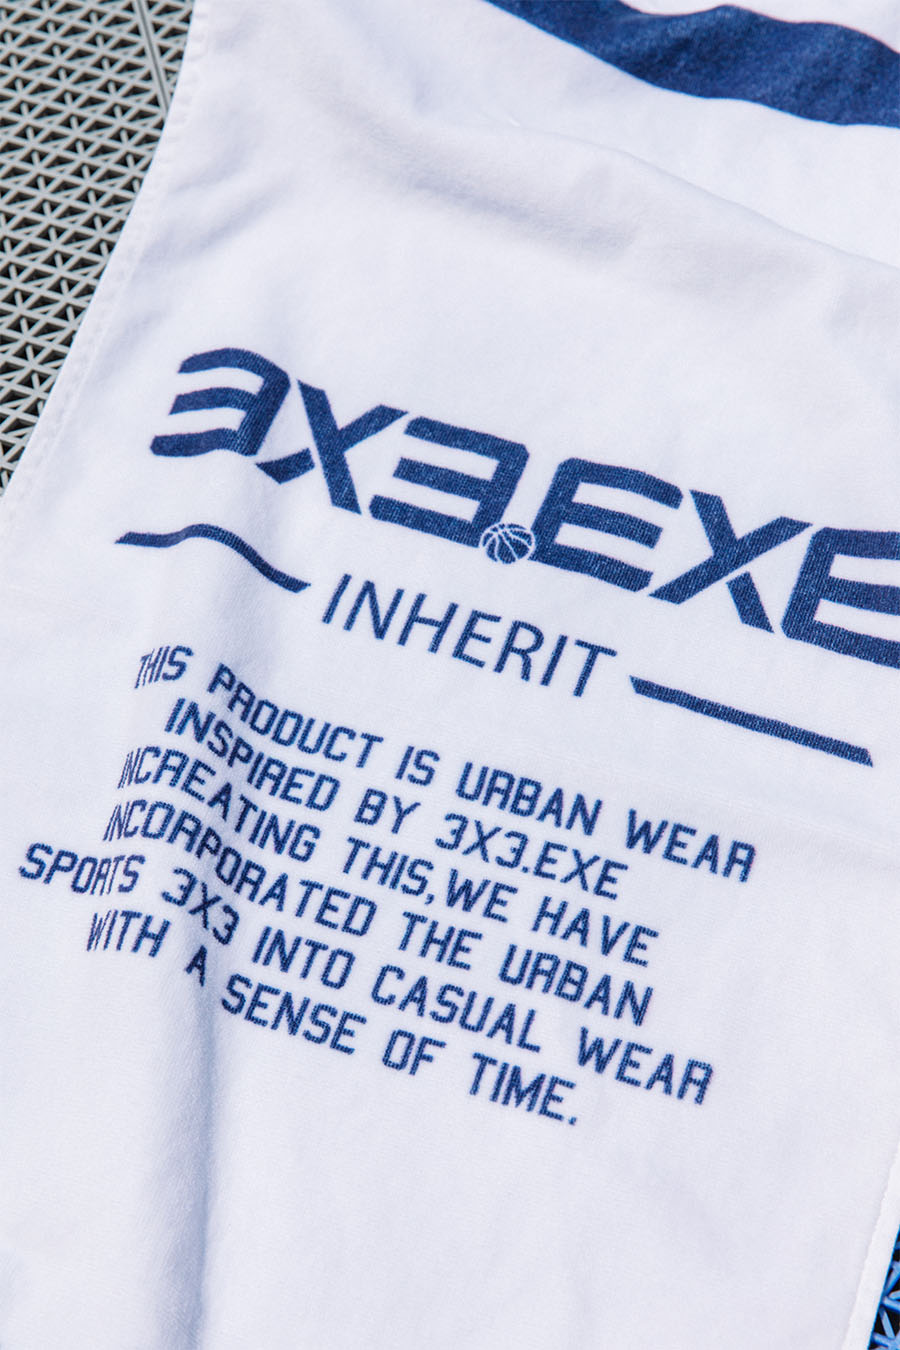 3X3.EXE
INHERIT
THIS PRODUCT IS URBAN WEAR
INSPIRED BY 3X3.EXE
INCREATING THIS, WE HAVE
INCORPORATED THE URBAN
SPORTS 3X3 INTO CASUAL WEAR
WITH A SENSE OF TIME.